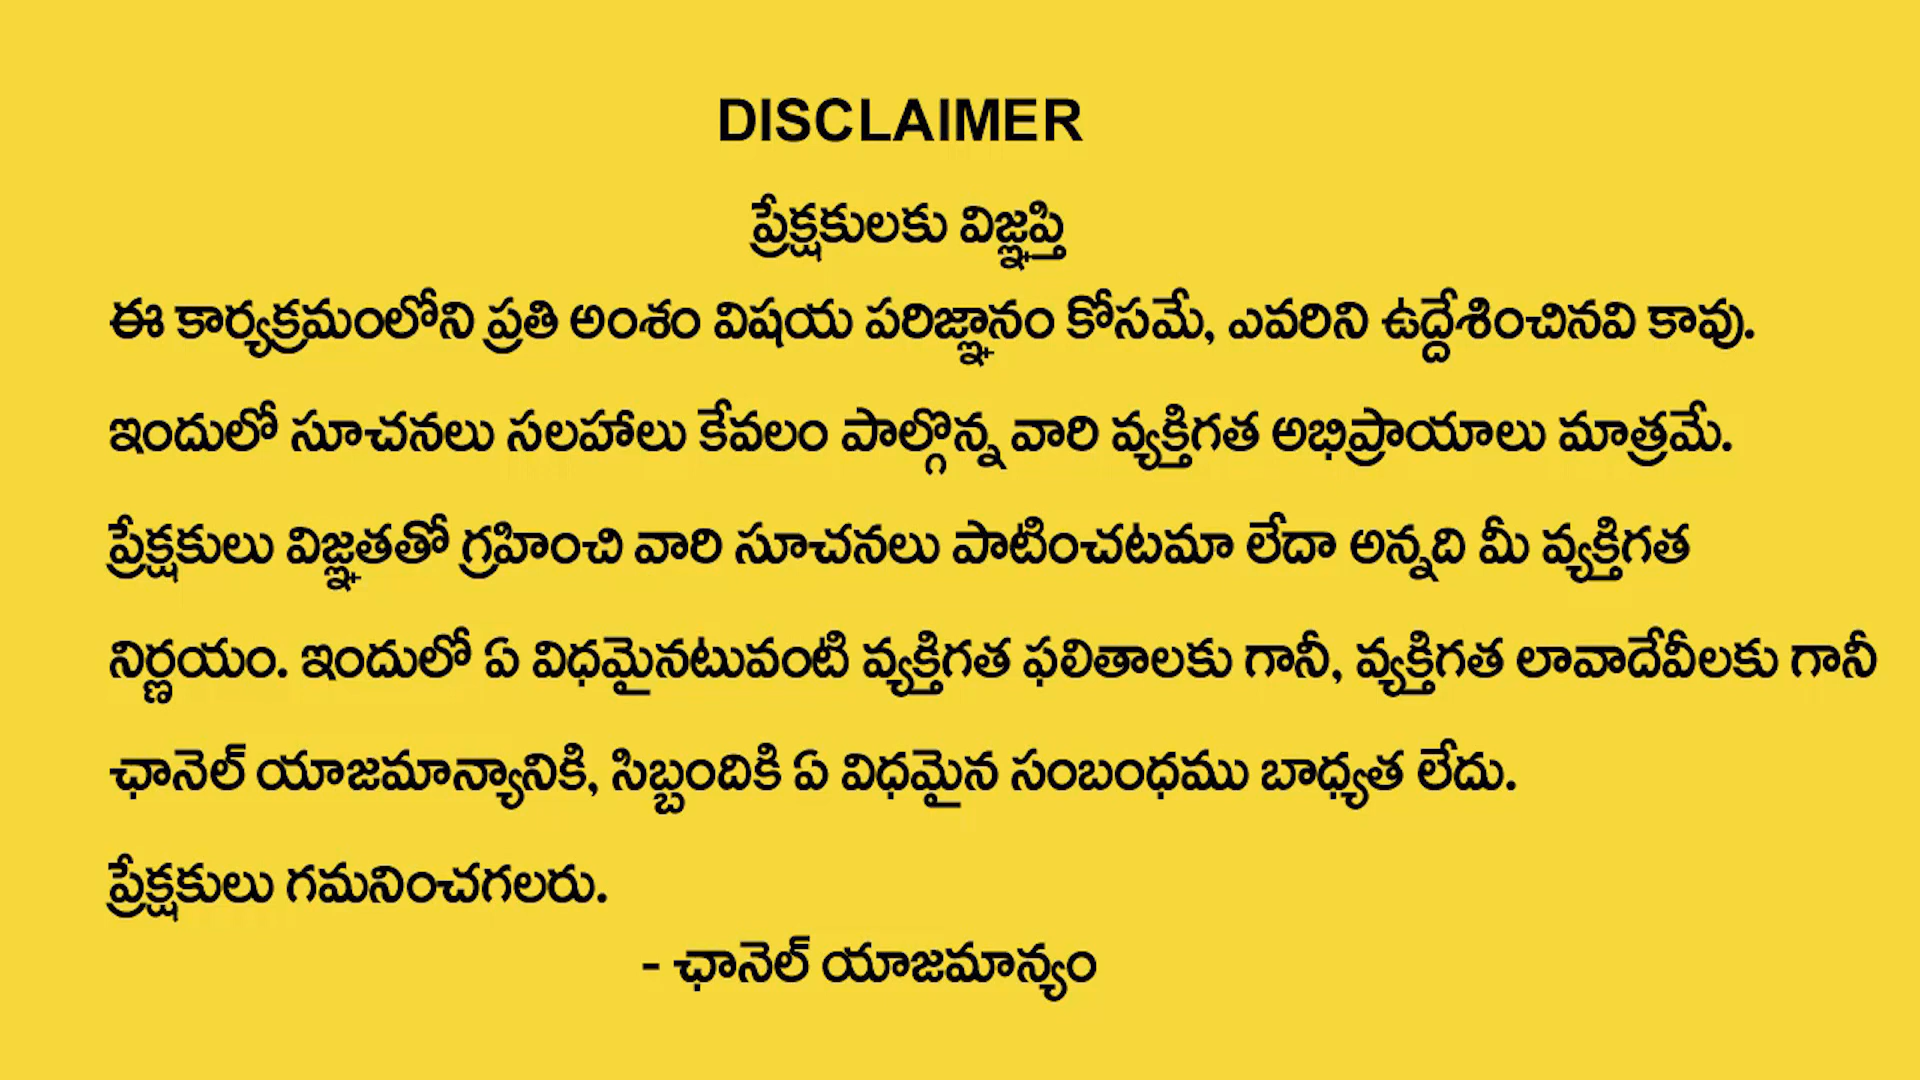 DISCLAIMER
ప్రేక్షకులకు విజ్ఞప్తి
ఈ కార్యక్రమంలోని ప్రతి అంశం విషయ పరిజ్ఞానం కోసమే, ఎవరిని ఉద్దేశించినవి కావు.
ఇందులో సూచనలు సలహాలు కేవలం పాల్గొన్న వారి వ్యక్తిగత అభిప్రాయాలు మాత్రమే.
ప్రేక్షకులు విజ్ఞతతో గ్రహించి వారి సూచనలు పాటించటమా లేదా అన్నది మీ వ్యక్తిగత
నిర్ణయం. ఇందులో ఏ విధమైనటువంటి వ్యక్తిగత ఫలితాలకు గానీ, వ్యక్తిగత లావాదేవీలకు గానీ
ఛానెల్ యాజమాన్యానికి, సిబ్బందికి ఏ విధమైన సంబంధము బాధ్యత లేదు.
ప్రేక్షకులు గమనించగలరు.
- ఛానెల్ యాజమాన్యం